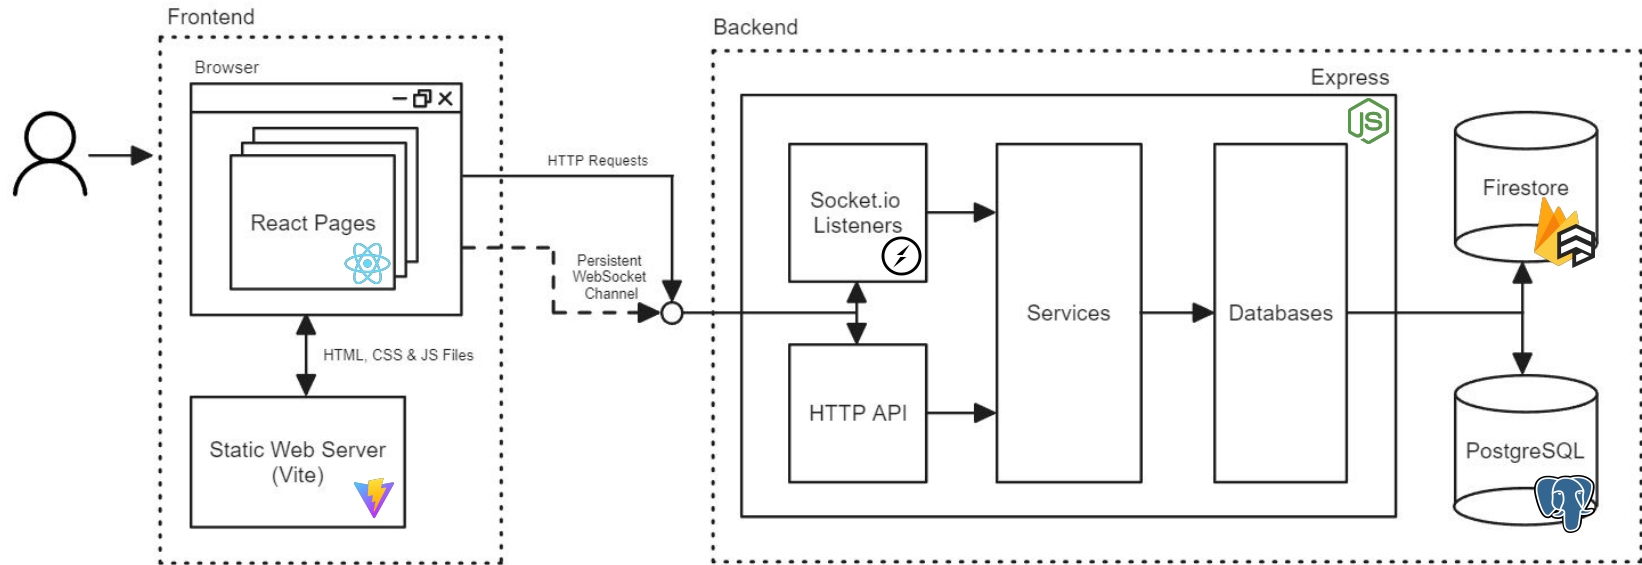 Frontend
Browser
React Pages
HTML, CSS & JS Files
Static Web Server
(Vite)
HTTP Requests
Persistent
WebSocket
Channel
Backend
Express
JS
Socket.io
Listeners
HTTP API
Services
Databases
Firestore
PostgreSQL